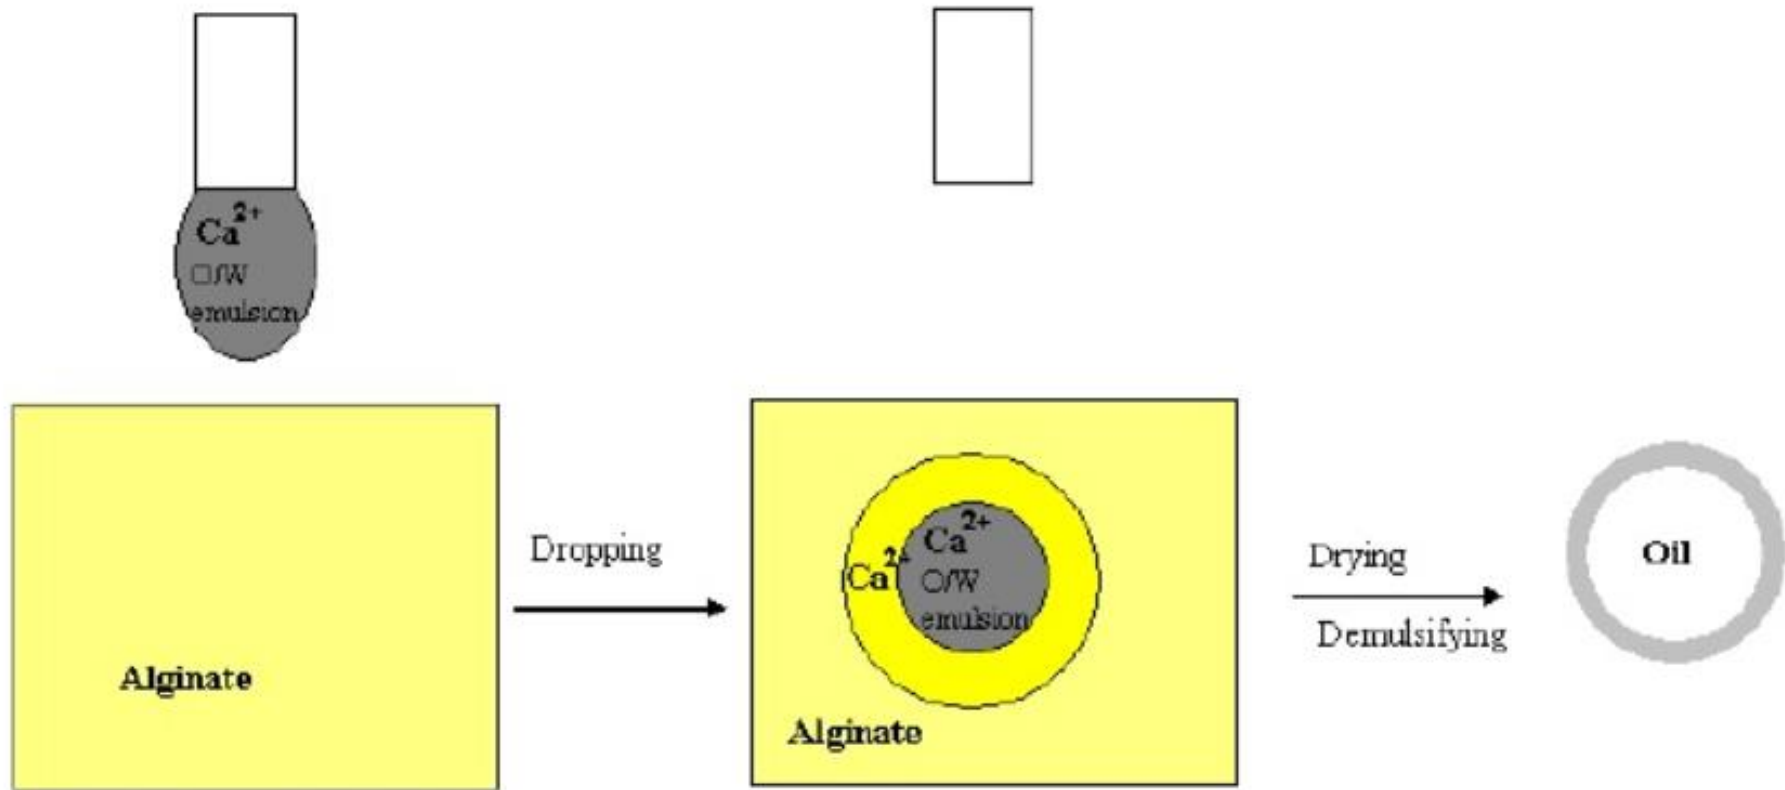 Ca2+
O/W
emulsion
Alginate
Dropping
Ca2+
Ca2+
O/W
emulsion
Alginate
Drying
Demulsifying
Oil